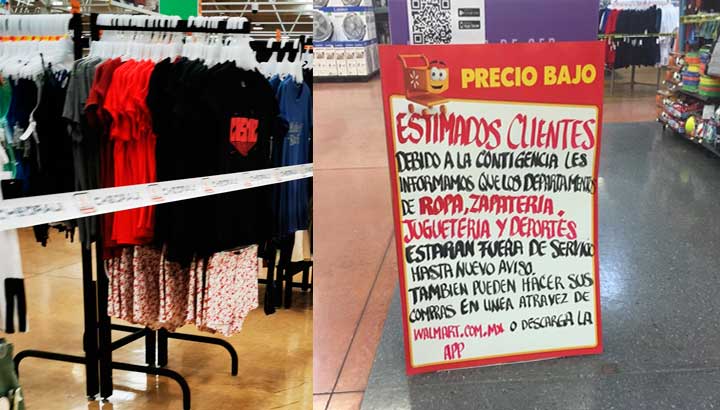 PRECIO BAJO
ESTIMADOS CLIENTES
DEBIDO A LA CONTIGENCIA LES
INFORMAMOS QUE LOS DEPARTAMENTOS
DE ROPA, ZAPATERIA,
JUGUETERIA Y DEPORTES
ESTARAN FUERA DE SERVICIO
HASTA NUEVO AVISO.
TAMBIEN PUEDEN HACER SUS
COMPRAS EN LINEA ATRAVEZ DE
WALMART.COM.MX O DESCARGA LA
APP